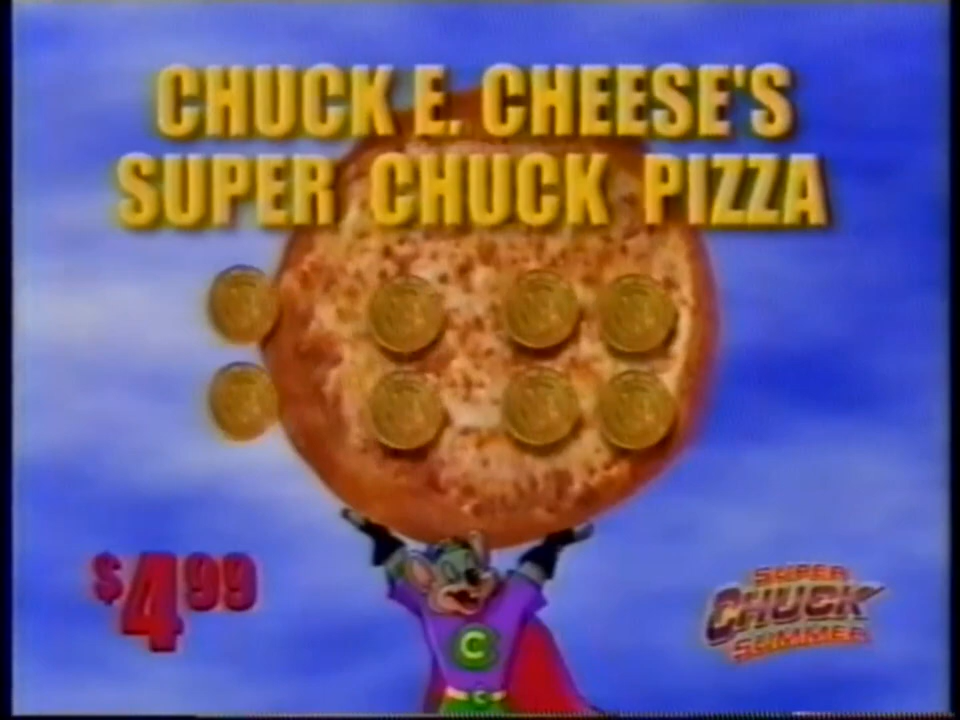 CHUCK E. CHEESE'S
SUPER CHUCK PIZZA
$4.99
SUPER
CHUCK
SUMMER
C
C